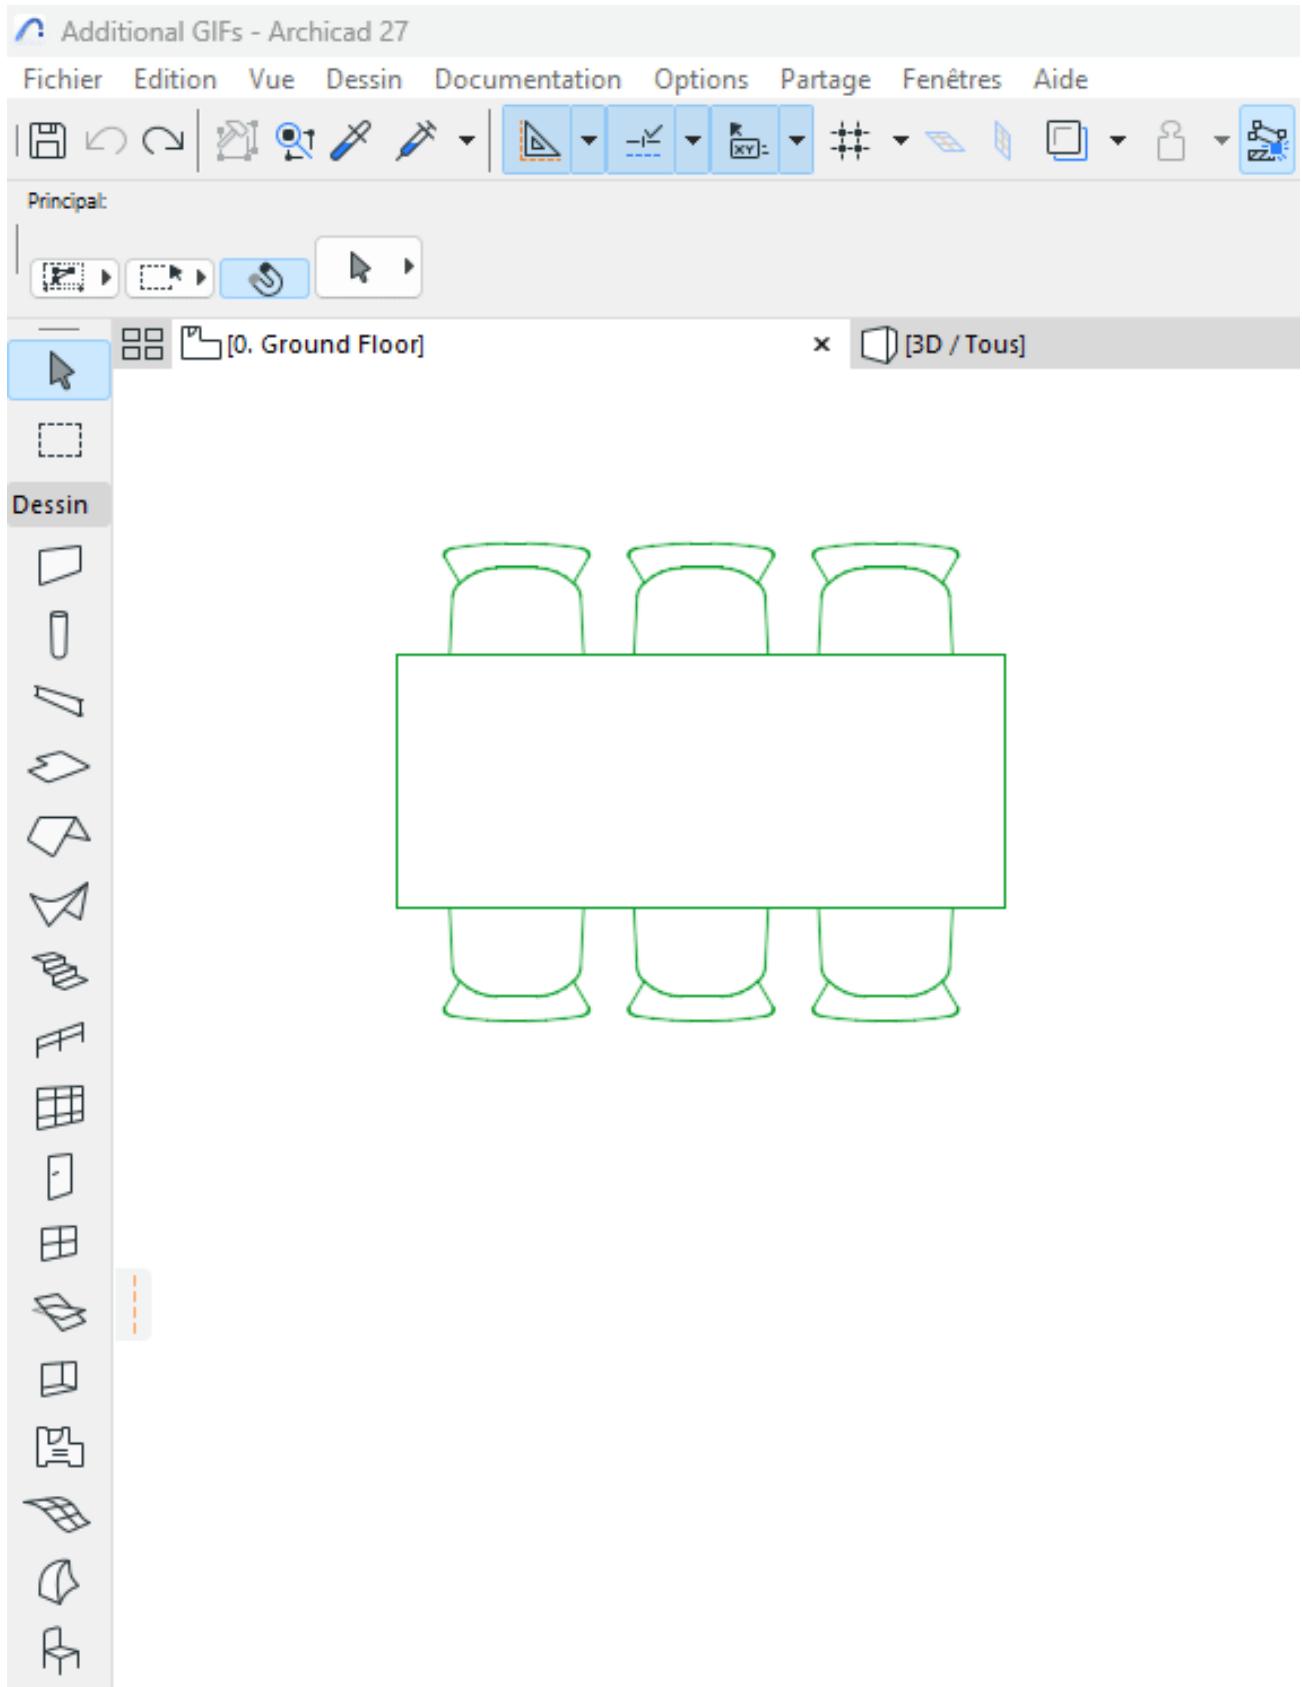 Additional GIFs - Archicad 27
Fichier Edition Vue Dessin Documentation Options Partage Fenêtres Aide
XY:
Principal:
[0. Ground Floor] [3D / Tous]
Dessin